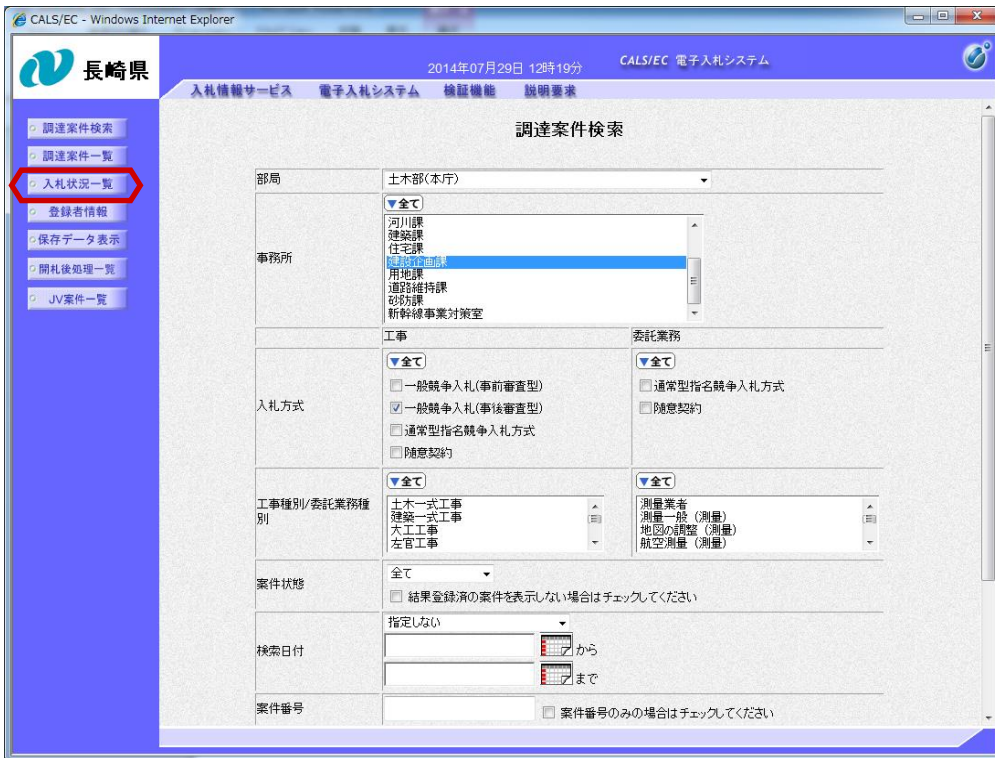 CALS/EC - Windows Internet Explorer
長崎県
2014年07月29日 12時19分
CALS/EC 電子入札システム
入札情報サービス 電子入札システム 検証機能 説明要求
調達案件検索
調達案件一覧
入札状況一覧
登録者情報
保存データ表示
開札後処理一覧
JV案件一覧
調達案件検索
部局 土木部(本庁)
事務所
▼全て
河川課
建築課
住宅課
建設企画課
用地課
道路維持課
砂防課
新幹線事業対策室
工事 委託業務
入札方式
▼全て
一般競争入札(事前審査型)
一般競争入札(事後審査型)
通常型指名競争入札方式
随意契約
▼全て
通常型指名競争入札方式
随意契約
工事種別/委託業務種
別
▼全て
土木一式工事
建築一式工事
大工工事
左官工事
▼全て
測量業者
測量一般(測量)
地図の調整(測量)
航空測量(測量)
案件状態 全て
結果登録済の案件を表示しない場合はチェックしてください
検索日付 指定しない
から
まで
案件番号 案件番号のみの場合はチェックしてください